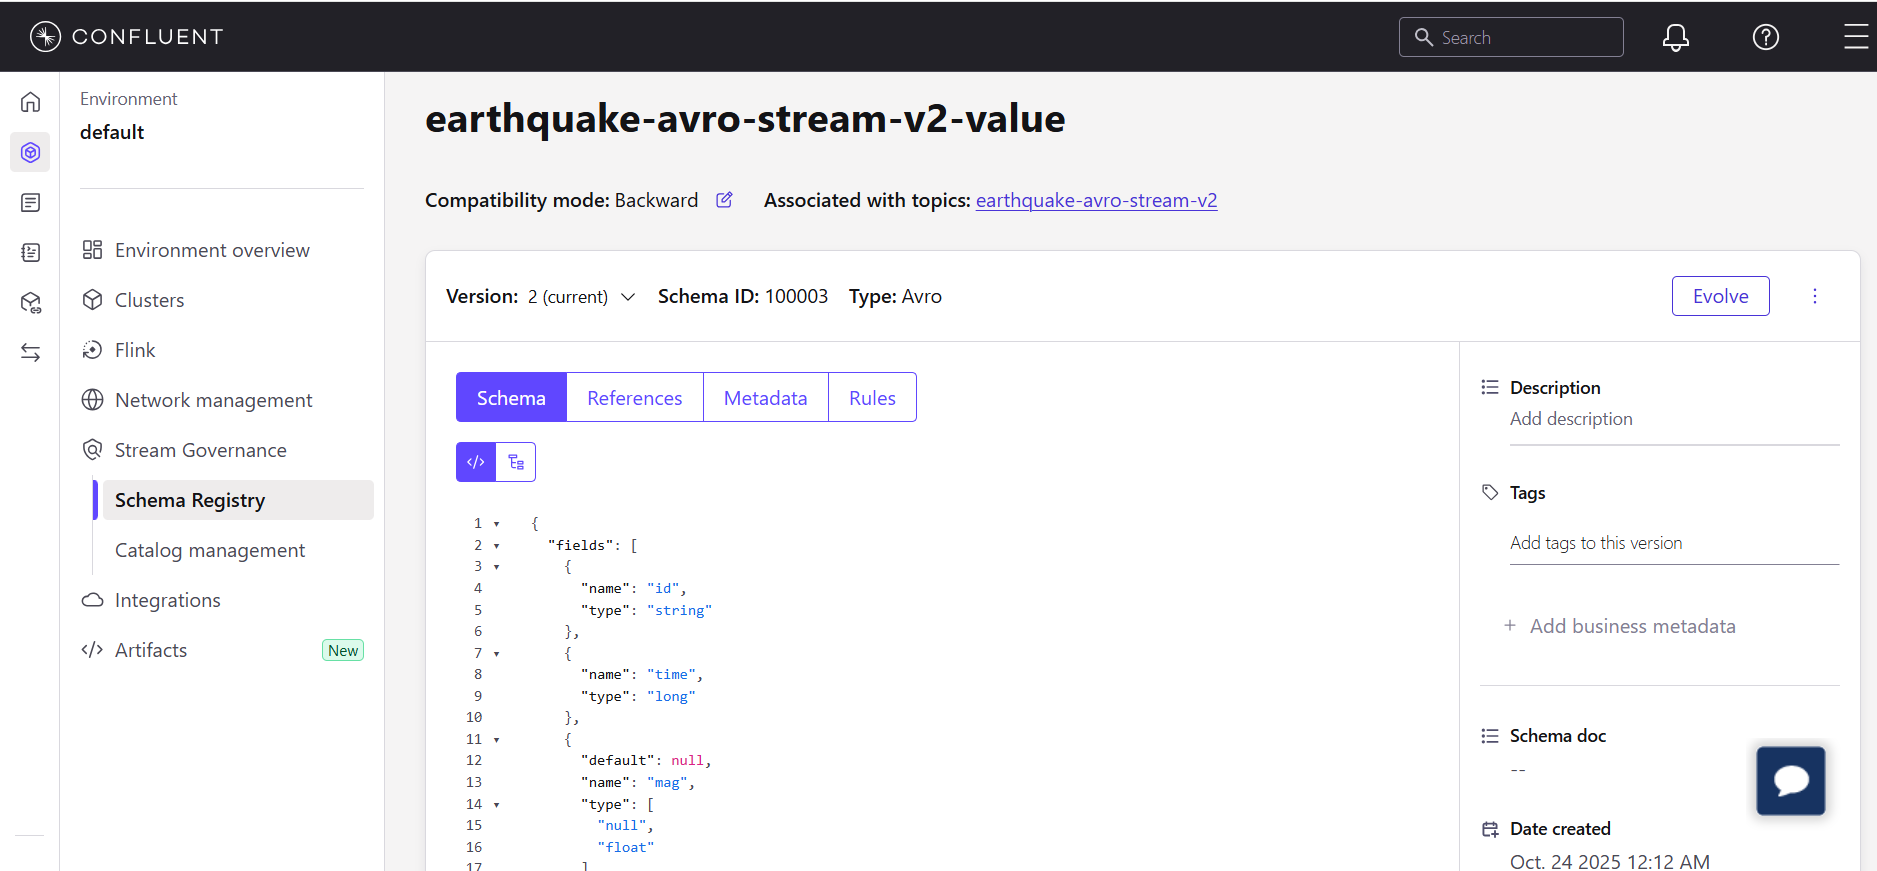 CONFLUENT
Search
Environment
default
Environment overview
Clusters
Flink
Network management
Stream Governance
Schema Registry
Catalog management
Integrations
Artifacts New
earthquake-avro-stream-v2-value
Compatibility mode: Backward Associated with topics: earthquake-avro-stream-v2
Version: 2 (current) Schema ID: 100003 Type: Avro
Evolve
Schema References Metadata Rules
1 {
2 "fields": [
3 {
4 "name": "id",
5 "type": "string"
6 },
7 {
8 "name": "time",
9 "type": "long"
10 },
11 {
12 "default": null,
13 "name": "mag",
14 "type": [
15 "null",
16 "float"
17 ]
Description
Add description
Tags
Add tags to this version
+ Add business metadata
Schema doc
--
Date created
Oct. 24 2025 12:12 AM